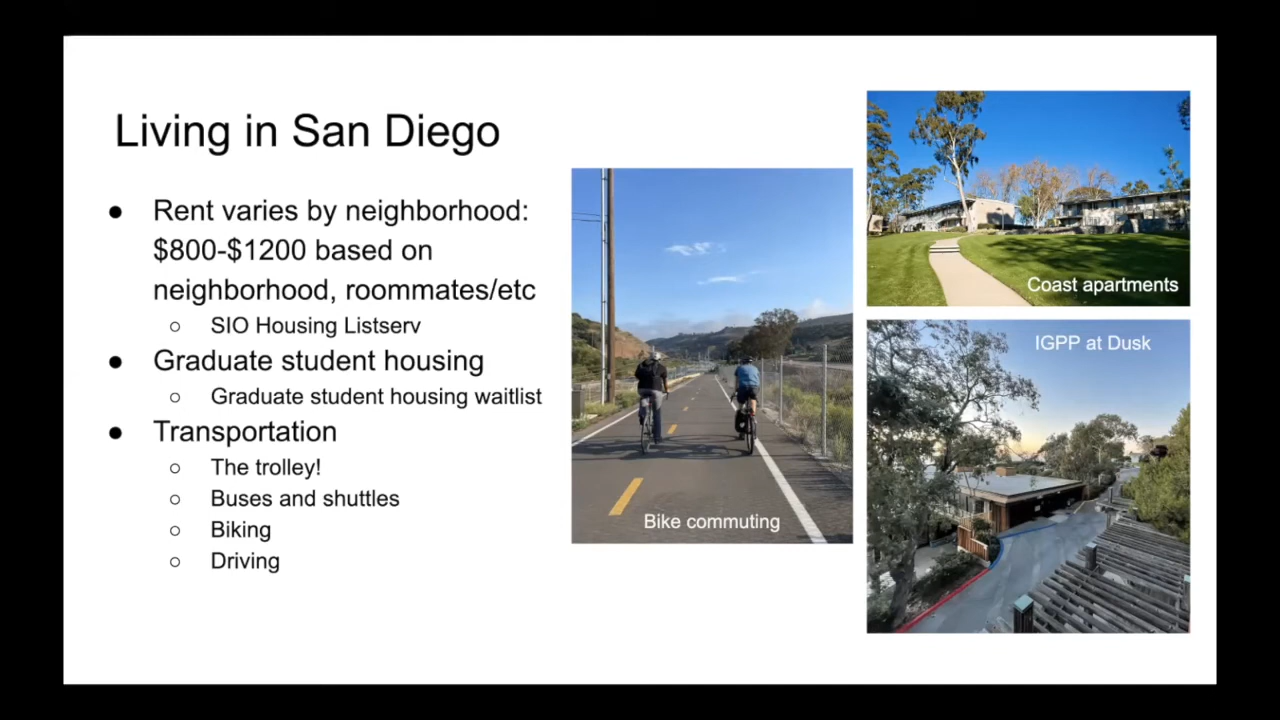 Living in San Diego
● Rent varies by neighborhood:
$800-$1200 based on
neighborhood, roommates/etc
○ SIO Housing Listserv
● Graduate student housing
○ Graduate student housing waitlist
● Transportation
○ The trolley!
○ Buses and shuttles
○ Biking
○ Driving
Bike commuting
Coast apartments
IGPP at Dusk